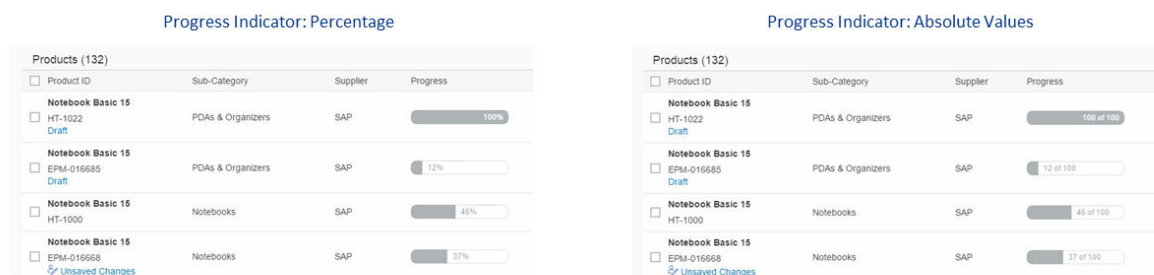 Progress Indicator: Percentage
Products (132)
Product ID Sub-Category Supplier Progress
Notebook Basic 15
HT-1022 PDAs & Organizers SAP 100%
Draft
Notebook Basic 15
EPM-016685 PDAs & Organizers SAP 12%
Draft
Notebook Basic 15
HT-1000 Notebooks SAP 46%
Notebook Basic 15
EPM-016668 Notebooks SAP 37%
Unsaved Changes
Progress Indicator: Absolute Values
Products (132)
Product ID Sub-Category Supplier Progress
Notebook Basic 15
HT-1022 PDAs & Organizers SAP 100 of 100
Draft
Notebook Basic 15
EPM-016685 PDAs & Organizers SAP 12 of 100
Draft
Notebook Basic 15
HT-1000 Notebooks SAP 46 of 100
Notebook Basic 15
EPM-016668 Notebooks SAP 37 of 100
Unsaved Changes